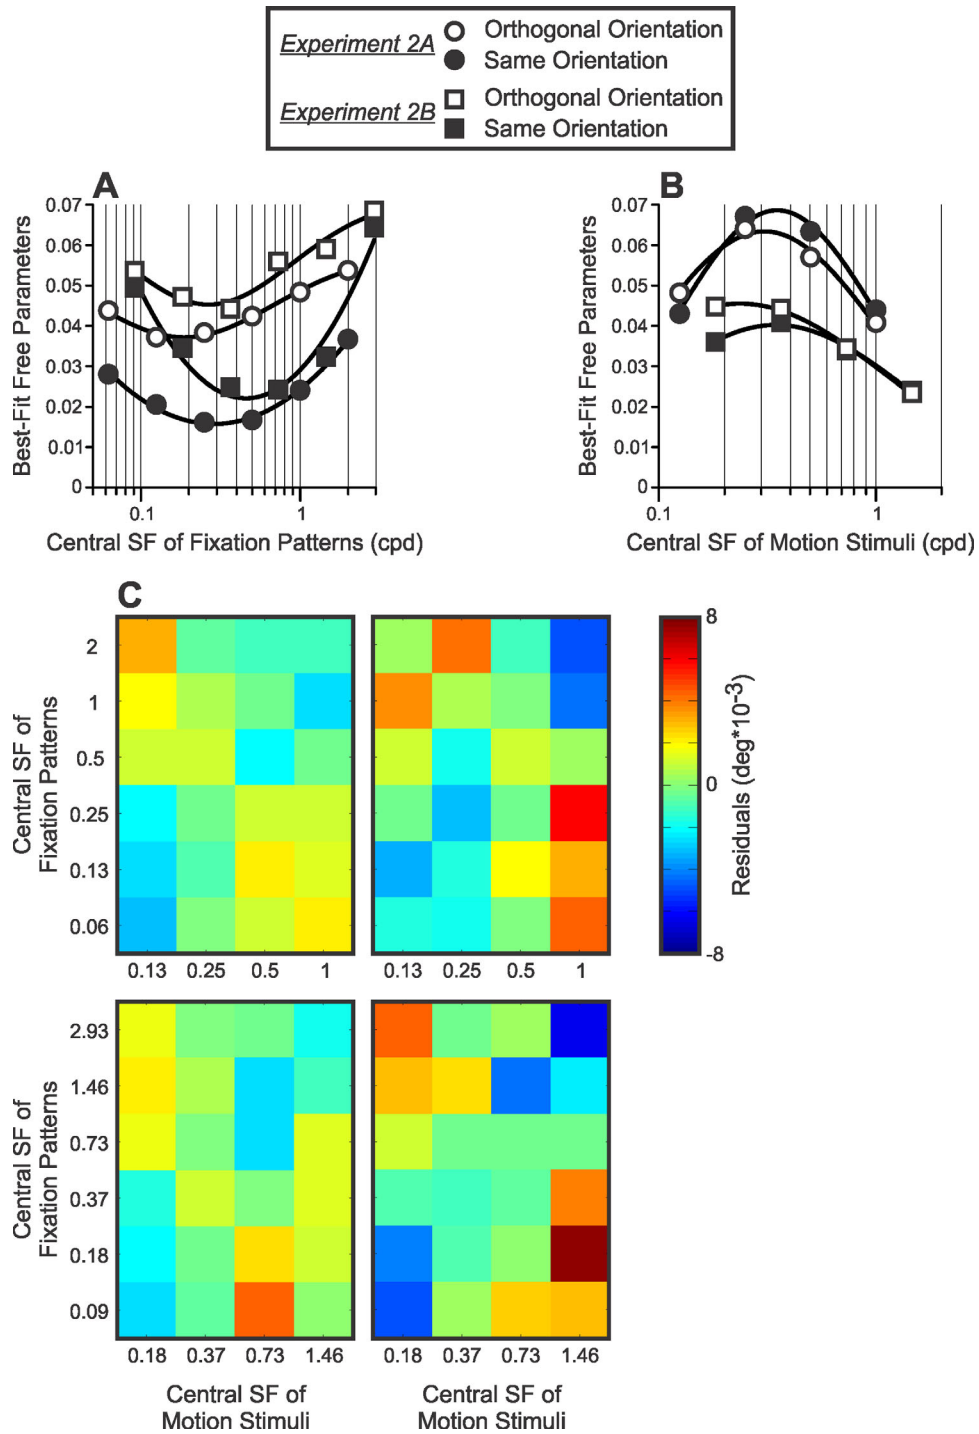 Experiment 2A
Orthogonal Orientation
Same Orientation
Experiment 2B
Orthogonal Orientation
Same Orientation
A
Best-Fit Free Parameters
0.07
0.06
0.05
0.04
0.03
0.02
0.01
0
0.1 1
Central SF of Fixation Patterns (cpd)
B
Best-Fit Free Parameters
0.07
0.06
0.05
0.04
0.03
0.02
0.01
0
0.1 1
Central SF of Motion Stimuli (cpd)
C
Central SF of
Fixation Patterns
2
1
0.5
0.25
0.13
0.06
0.13 0.25 0.5 1
0.13 0.25 0.5 1
8
0
-8
Residuals (deg*10-3)
Central SF of
Fixation Patterns
2.93
1.46
0.73
0.37
0.18
0.09
0.18 0.37 0.73 1.46
Central SF of
Motion Stimuli
0.18 0.37 0.73 1.46
Central SF of
Motion Stimuli